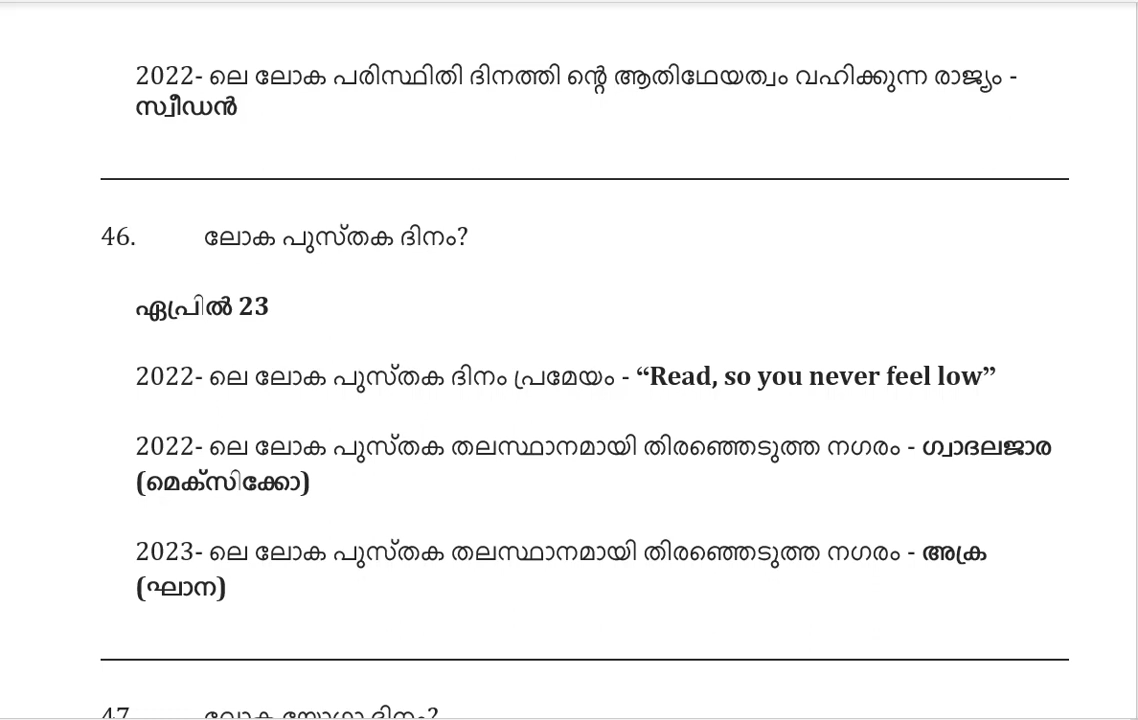 2022- ലെ ലോക പരിസ്ഥിതി ദിനത്തി ന്റെ ആതിഥേയത്വം വഹിക്കുന്ന രാജ്യം -
സ്വീഡൻ
46. ലോക പുസ്തക ദിനം?
ഏപ്രിൽ 23
2022- ലെ ലോക പുസ്തക ദിനം പ്രമേയം - “Read, so you never feel low”
2022- ലെ ലോക പുസ്തക തലസ്ഥാനമായി തിരഞ്ഞെടുത്ത നഗരം - ഗ്വാദലജാര
(മെക്സിക്കോ)
2023- ലെ ലോക പുസ്തക തലസ്ഥാനമായി തിരഞ്ഞെടുത്ത നഗരം - അക്ര
(ഘാന)
47. ലോക യോഗാ ദിനം?